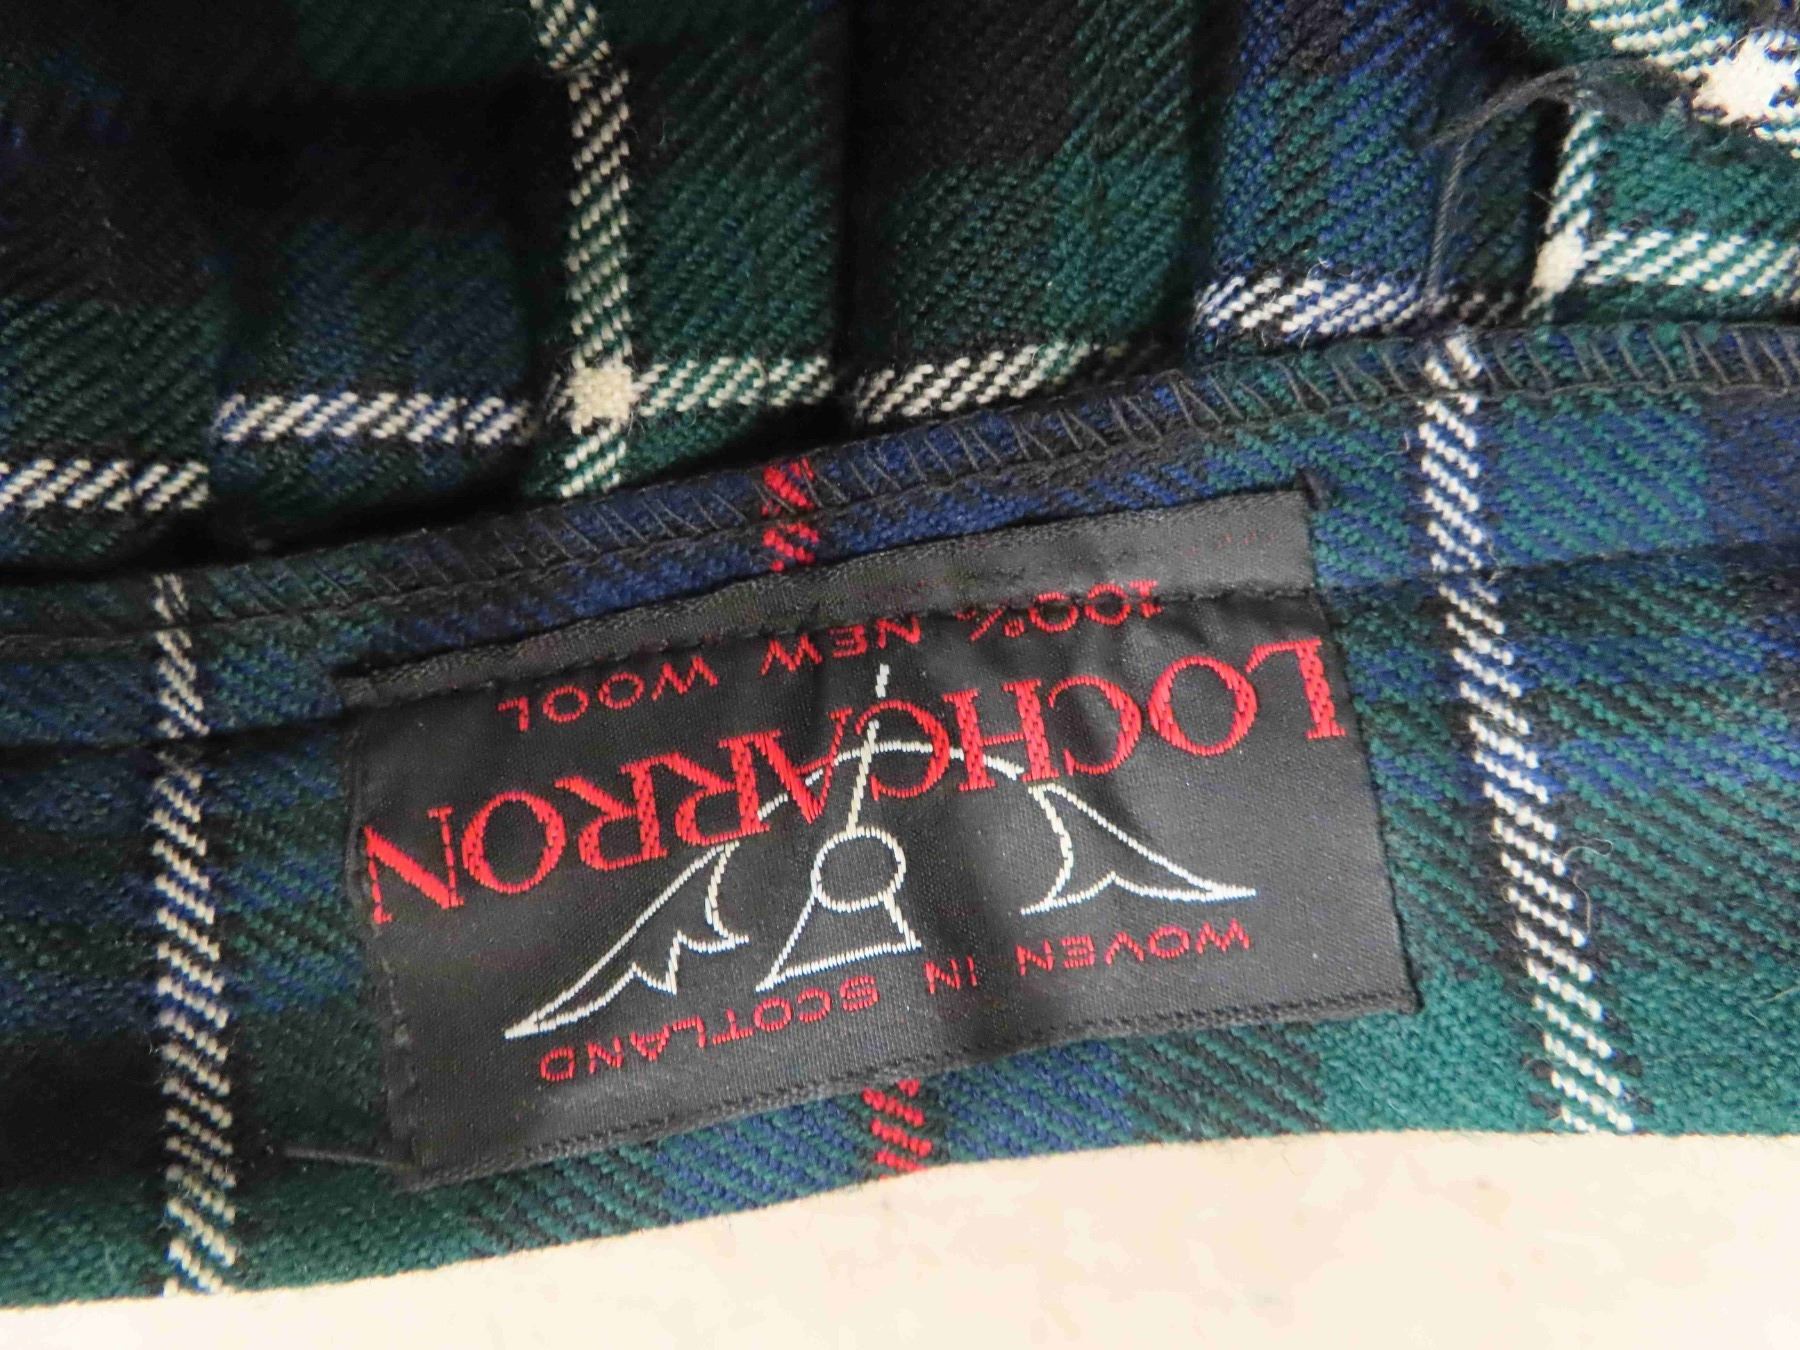 WOVEN IN SCOTLAND
LOCHCARRON
100% NEW WOOL